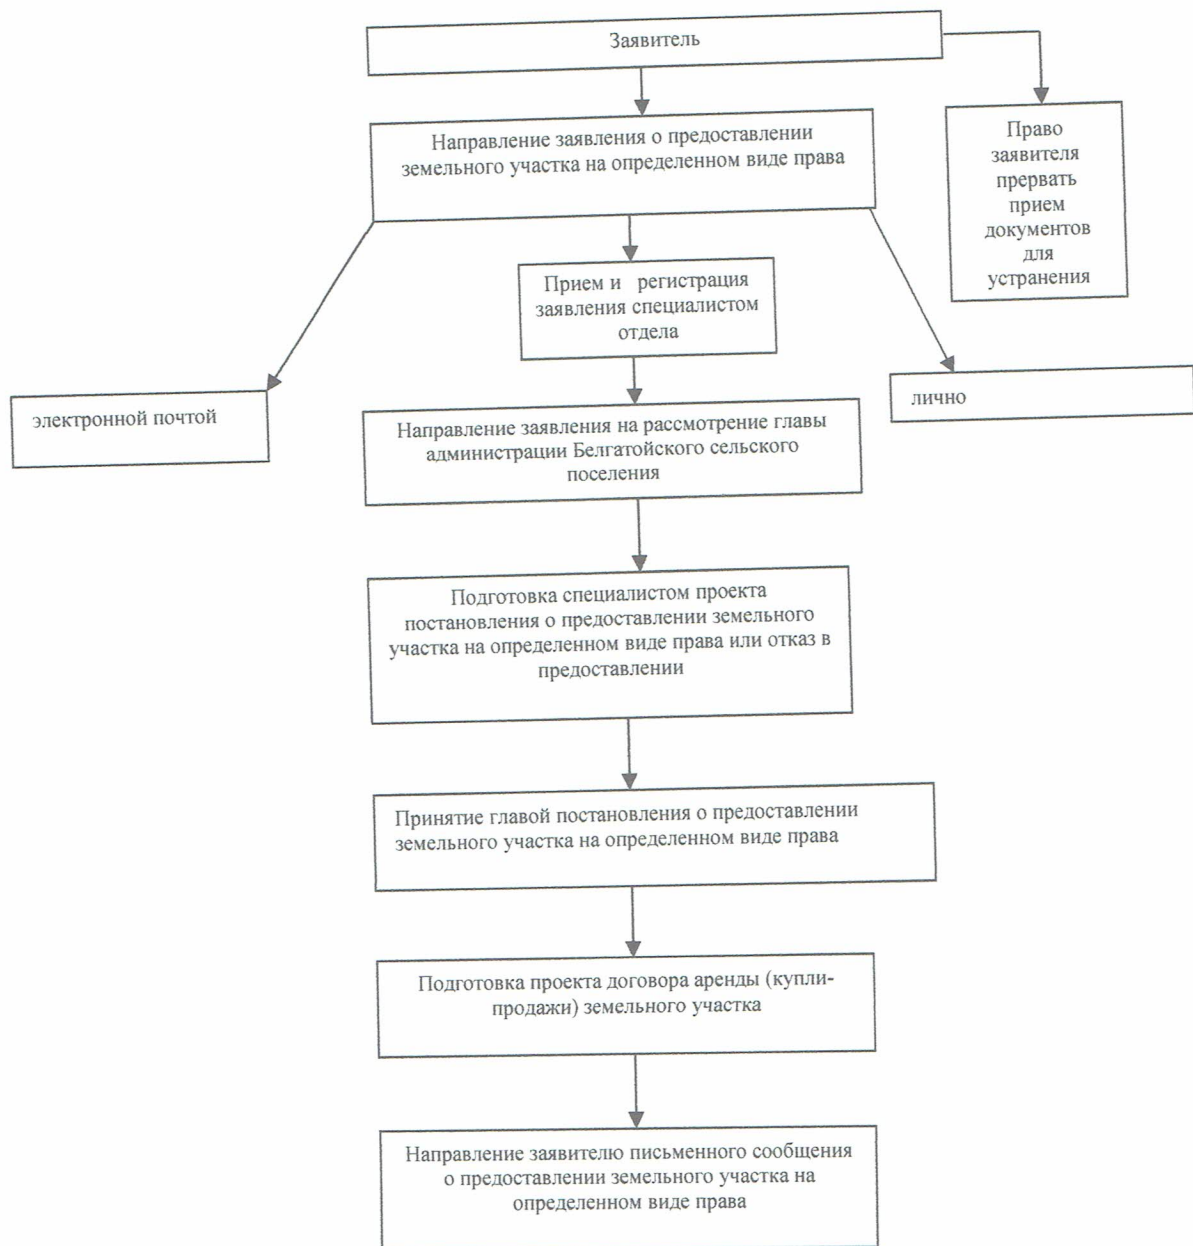 Заявитель
Направление заявления о предоставлении
земельного участка на определенном виде права
Право
заявителя
прервать
прием
документов
для
устранения
Прием и регистрация
заявления специалистом
отдела
электронной почтой
лично
Направление заявления на рассмотрение главы
администрации Белгатойского сельского
поселения
Подготовка специалистом проекта
постановления о предоставлении земельного
участка на определенном виде права или отказ в
предоставлении
Принятие главой постановления о предоставлении
земельного участка на определенном виде права
Подготовка проекта договора аренды (купли-
продажи) земельного участка
Направление заявителю письменного сообщения
о предоставлении земельного участка на
определенном виде права